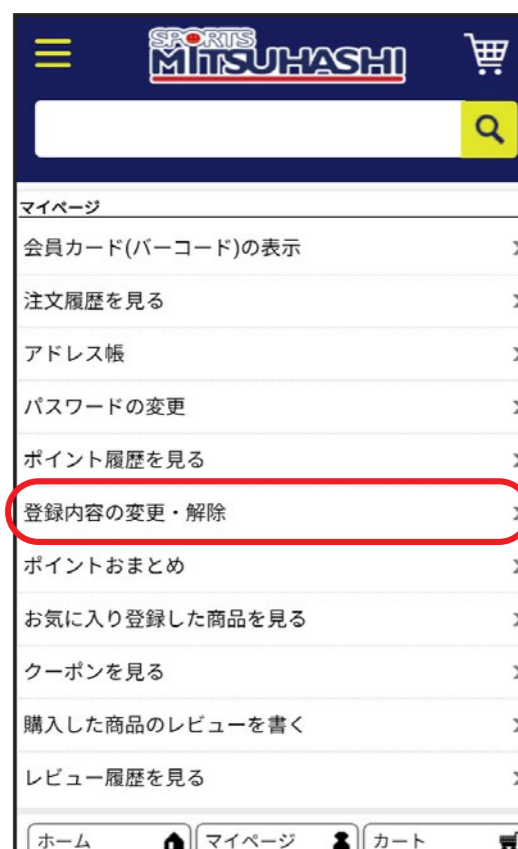 SPORTS
MITSUHASHI
マイページ
会員カード(バーコード)の表示
注文履歴を見る
アドレス帳
パスワードの変更
ポイント履歴を見る
登録内容の変更・解除
ポイントおまとめ
お気に入り登録した商品を見る
クーポンを見る
購入した商品のレビューを書く
レビュー履歴を見る
ホーム マイページ カート